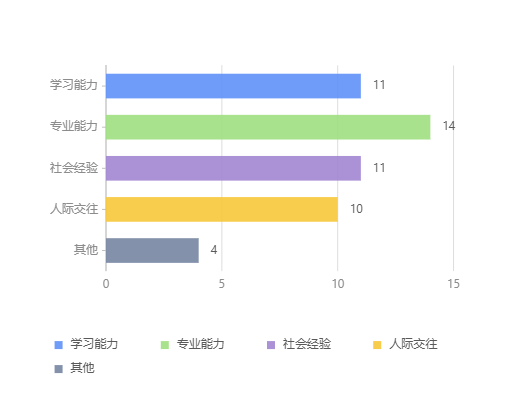 学习能力 11
专业能力 14
社会经验 11
人际交往 10
其他 4
0 5 10 15
学习能力 专业能力 社会经验 人际交往
其他